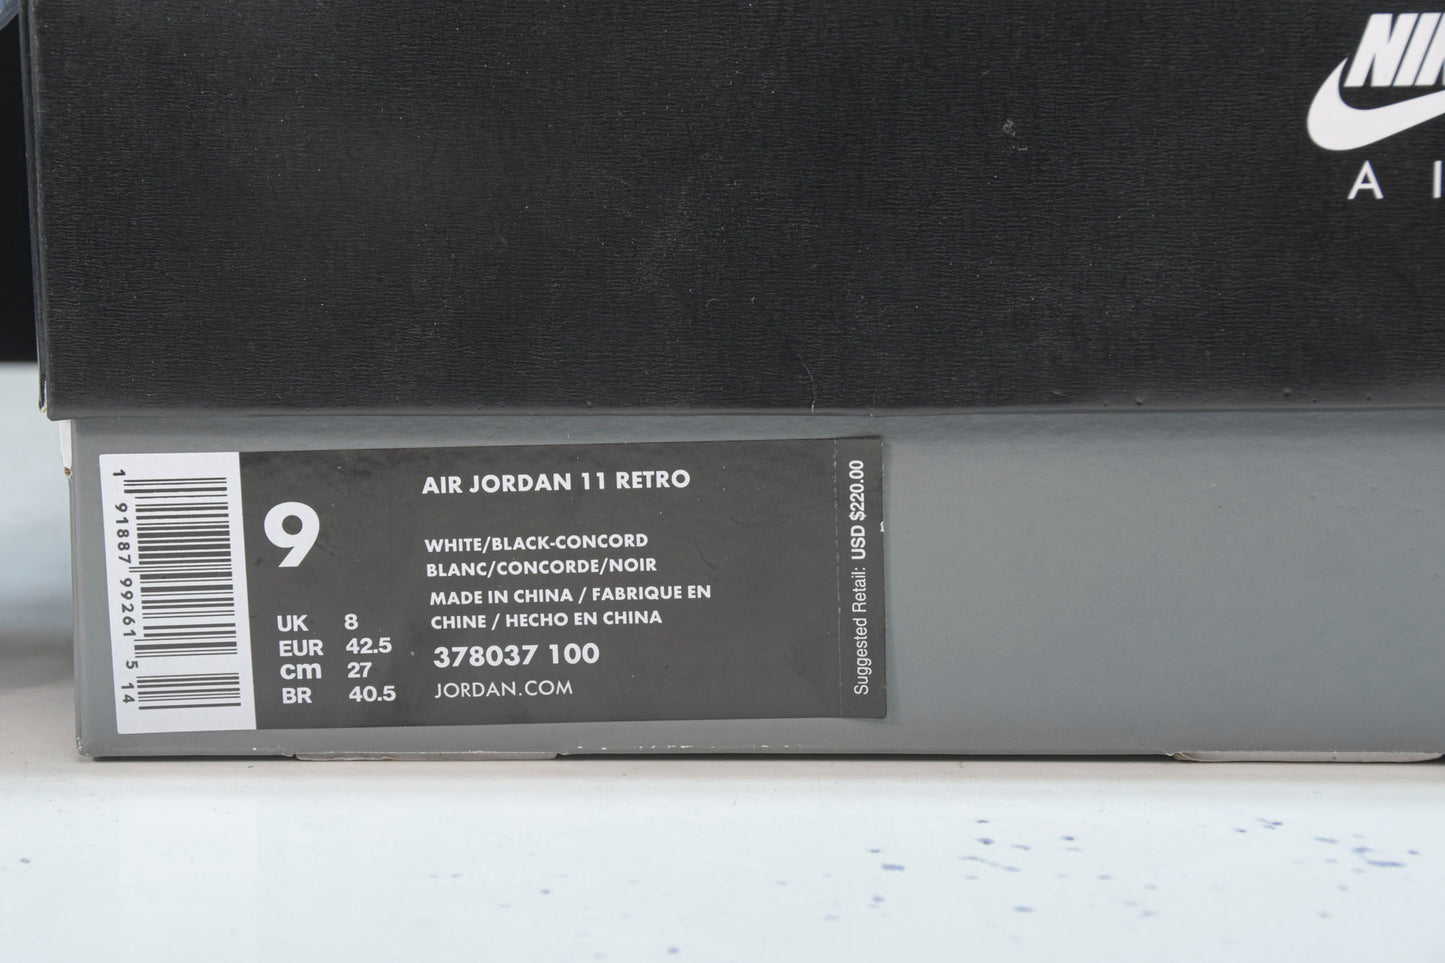 NIK
A I
1 91887 99261 5 14
9
UK 8
EUR 42.5
cm 27
BR 40.5
AIR JORDAN 11 RETRO
WHITE/BLACK-CONCORD
BLANC/CONCORDE/NOIR
MADE IN CHINA / FABRIQUE EN
CHINE / HECHO EN CHINA
378037 100
JORDAN.COM
Suggested Retail: USD $220.00